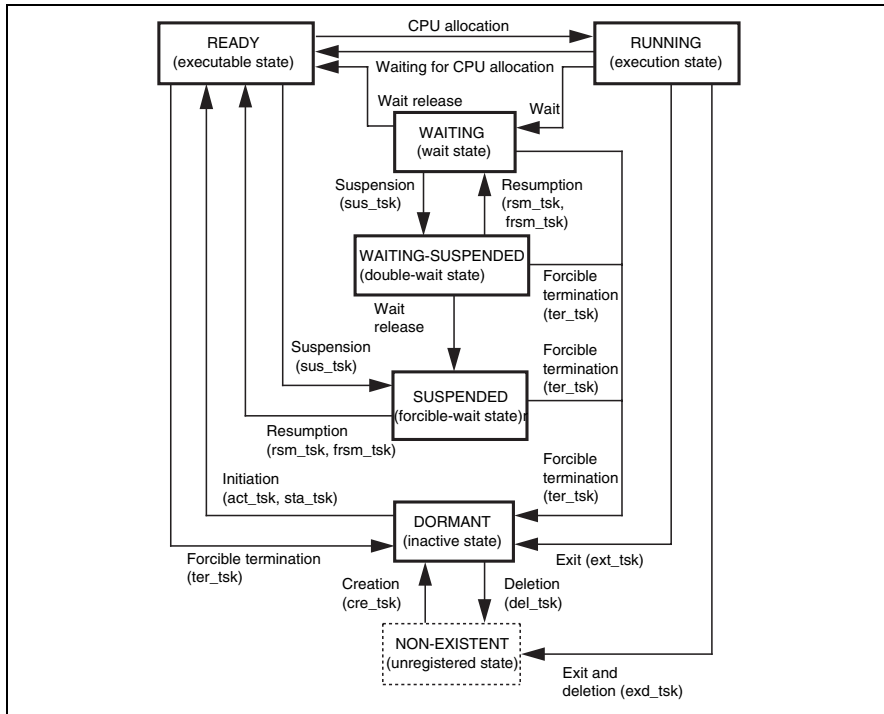 CPU allocation
READY
(executable state)
RUNNING
(execution state)
Waiting for CPU allocation
Wait release
Wait
WAITING
(wait state)
Suspension
(sus_tsk)
Resumption
(rsm_tsk,
frsm_tsk)
WAITING-SUSPENDED
(double-wait state)
Forcible
termination
(ter_tsk)
Wait
release
Suspension
(sus_tsk)
Forcible
termination
(ter_tsk)
SUSPENDED
(forcible-wait state)r
Resumption
(rsm_tsk, frsm_tsk)
Initiation
(act_tsk, sta_tsk)
Forcible
termination
(ter_tsk)
DORMANT
(inactive state)
Forcible termination
(ter_tsk)
Exit (ext_tsk)
Creation
(cre_tsk)
Deletion
(del_tsk)
NON-EXISTENT
(unregistered state)
Exit and
deletion (exd_tsk)